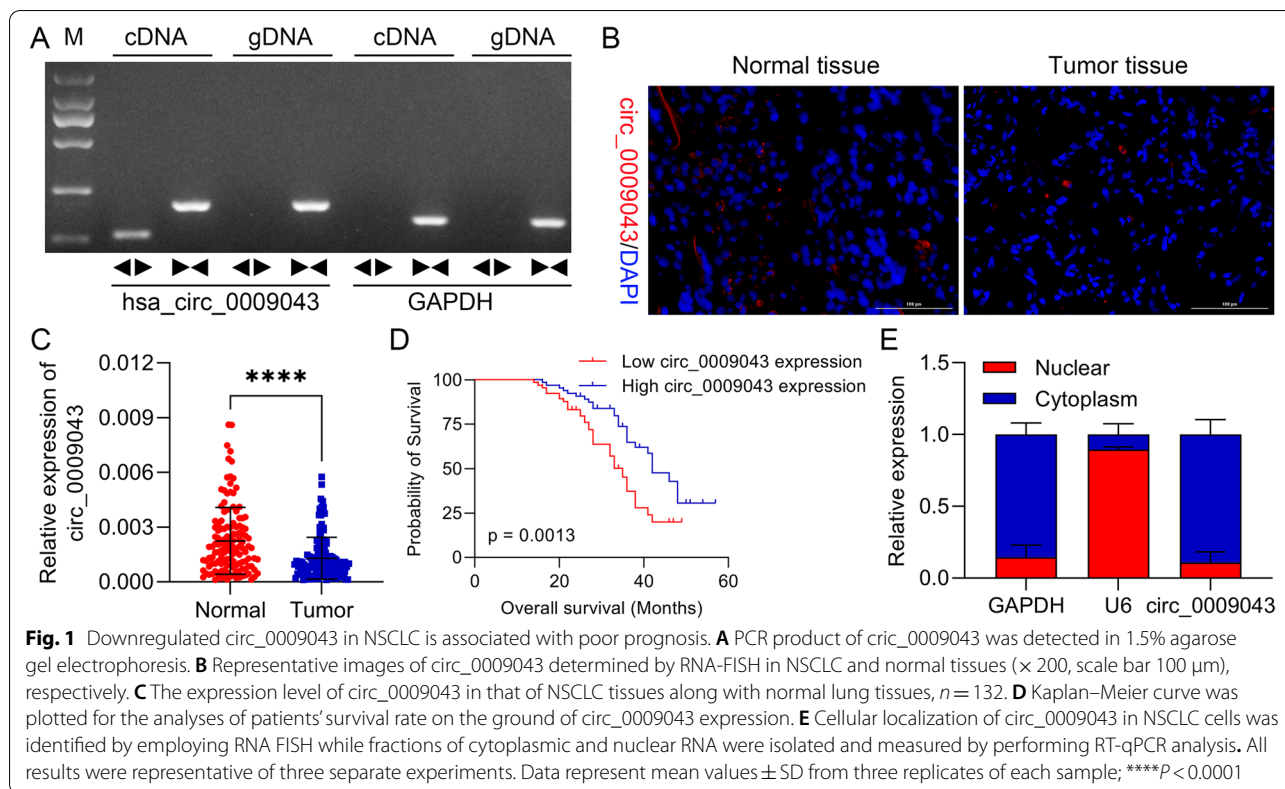 A M cDNA gDNA cDNA gDNA
hsa_circ_0009043 GAPDH
B
Normal tissue Tumor tissue
circ_0009043/DAPI
100 μm 100 μm
C
Relative expression of
circ_0009043
0.012
0.009
0.006
0.003
0.000
****
Normal Tumor
D
Low circ_0009043 expression
High circ_0009043 expression
Probability of Survival
100
75
50
25
0
p = 0.0013
0 20 40 60
Overall survival (Months)
E
Relative expression
1.5
1.0
0.5
0.0
Nuclear
Cytoplasm
GAPDH U6 circ_0009043
Fig. 1 Downregulated circ_0009043 in NSCLC is associated with poor prognosis. A PCR product of cric_0009043 was detected in 1.5% agarose
gel electrophoresis. B Representative images of circ_0009043 determined by RNA-FISH in NSCLC and normal tissues (× 200, scale bar 100 μm),
respectively. C The expression level of circ_0009043 in that of NSCLC tissues along with normal lung tissues, n = 132. D Kaplan–Meier curve was
plotted for the analyses of patients' survival rate on the ground of circ_0009043 expression. E Cellular localization of circ_0009043 in NSCLC cells was
identified by employing RNA FISH while fractions of cytoplasmic and nuclear RNA were isolated and measured by performing RT-qPCR analysis. All
results were representative of three separate experiments. Data represent mean values ± SD from three replicates of each sample; ****P < 0.0001